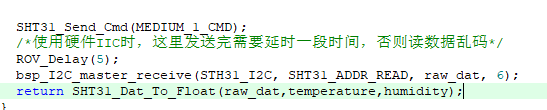 SHT31_Send_Cmd(MEDIUM_1_CMD);
/*使用硬件IIC时，这里发送完需要延时一段时间，否则读数据乱码*/
ROV_Delay(5);
bsp_I2C_master_receive(STH31_I2C, SHT31_ADDR_READ, raw_dat, 6);
return SHT31_Dat_To_Float(raw_dat,temperature,humidity);
}